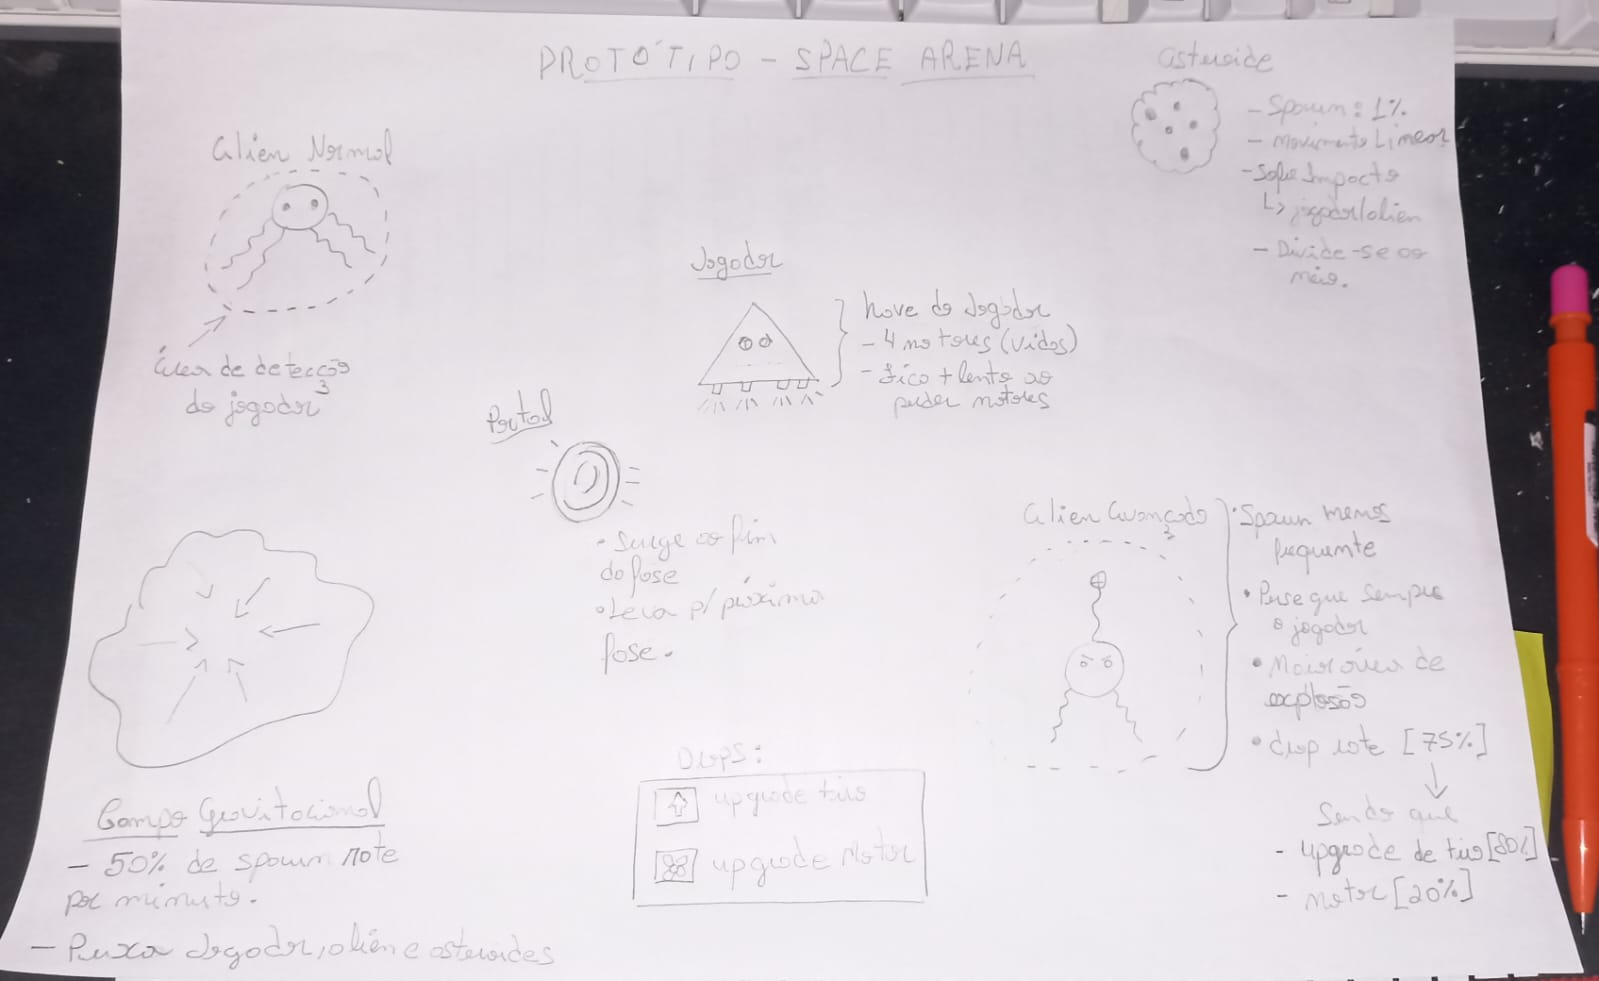 PROTÓTIPO - SPACE ARENA
asteroide
- Spawn: 1%
- Movimento Linear
- Sofre Impacto
↳ jogador/alien
- Divide-se ao
meio.
Alien Normal
Área de detecção
do jogador
Jogador
Nave do Jogador
- 4 motores (vidas)
- fica + lento ao
perder motores
Portal
• Surge ao fim
da fase
• Leva p/ próxima
fase.
Alien Avançado
• Spawn menos
frequente
• Persegue sempre
o jogador
• Maior área de
explosão
• drop rate [75%]
Sendo que
- upgrade de tiro [80%]
- motor [20%]
Campo Gravitacional
- 50% de spawn rate
por minuto.
- Puxa Jogador, alien e asteroides
DROPS:
upgrade tiro
upgrade Motor